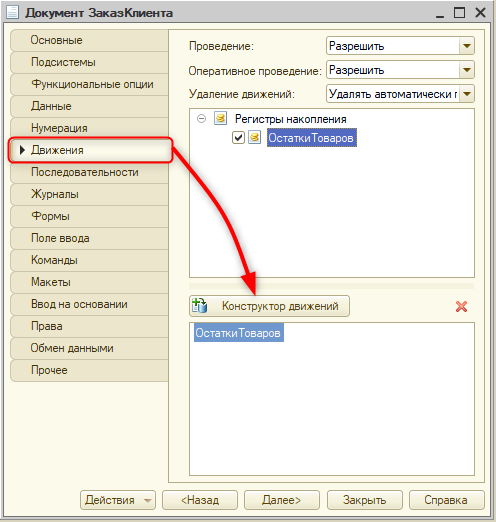 Документ ЗаказКлиента
Основные
Подсистемы
Функциональные опции
Данные
Нумерация
Движения
Последовательности
Журналы
Формы
Поле ввода
Команды
Макеты
Ввод на основании
Права
Обмен данными
Прочее
Проведение: Разрешить
Оперативное проведение: Разрешить
Удаление движений: Удалять автоматически г
Регистры накопления
ОстаткиТоваров
Конструктор движений
ОстаткиТоваров
Действия <Назад Далее> Закрыть Справка